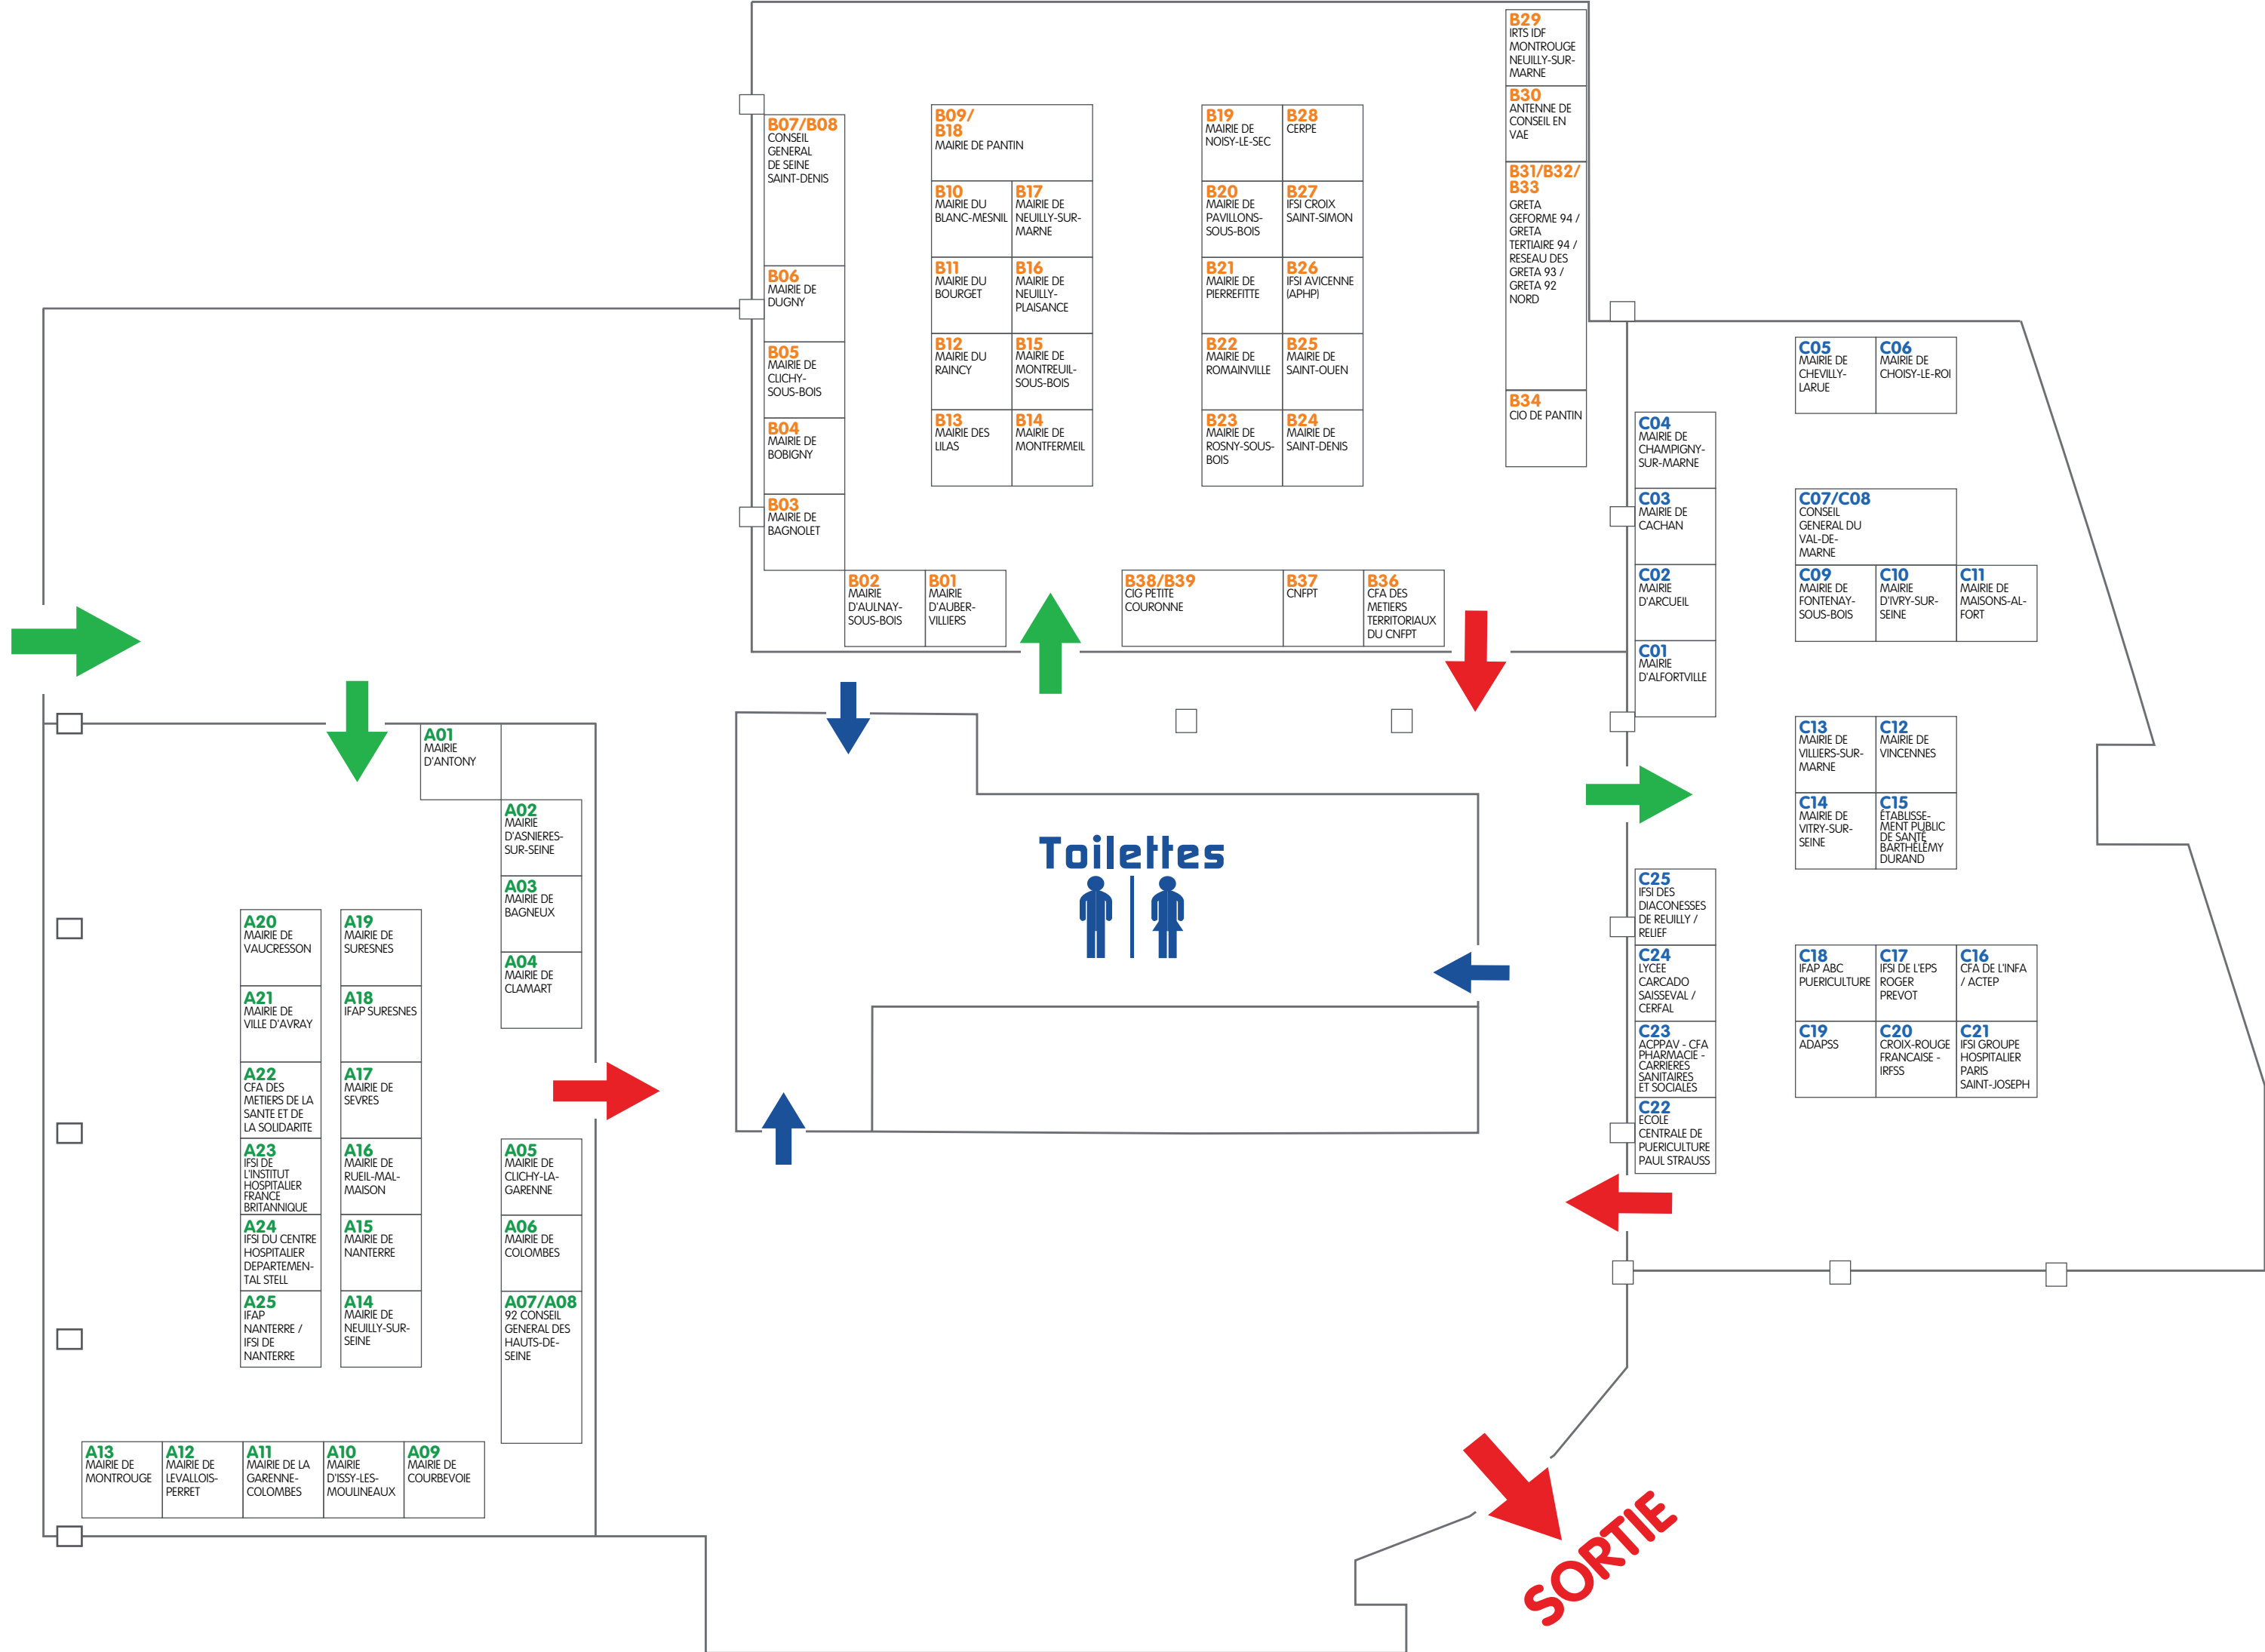 B29
IRTS IDF
MONTROUGE
NEUILLY-SUR-
MARNE
B30
ANTENNE DE
CONSEIL EN
VAE
B31/B32/
B33
GRETA
GEFORME 94 /
GRETA
TERTIAIRE 94 /
RESEAU DES
GRETA 93 /
GRETA 92
NORD
B34
CIO DE PANTIN
B07/B08
CONSEIL
GENERAL
DE SEINE
SAINT-DENIS
B06
MAIRIE DE
DUGNY
B05
MAIRIE DE
CLICHY-
SOUS-BOIS
B04
MAIRIE DE
BOBIGNY
B03
MAIRIE DE
BAGNOLET
B02
MAIRIE
D'AULNAY-
SOUS-BOIS
B01
MAIRIE
D'AUBER-
VILLIERS
B09/
B18
MAIRIE DE PANTIN
B10
MAIRIE DU
BLANC-MESNIL
B17
MAIRIE DE
NEUILLY-SUR-
MARNE
B11
MAIRIE DU
BOURGET
B16
MAIRIE DE
NEUILLY-
PLAISANCE
B12
MAIRIE DU
RAINCY
B15
MAIRIE DE
MONTREUIL-
SOUS-BOIS
B13
MAIRIE DES
LILAS
B14
MAIRIE DE
MONTFERMEIL
B19
MAIRIE DE
NOISY-LE-SEC
B28
CERPE
B20
MAIRIE DE
PAVILLONS-
SOUS-BOIS
B27
IFSI CROIX
SAINT-SIMON
B21
MAIRIE DE
PIERREFITTE
B26
IFSI AVICENNE
(APHP)
B22
MAIRIE DE
ROMAINVILLE
B25
MAIRIE DE
SAINT-OUEN
B23
MAIRIE DE
ROSNY-SOUS-
BOIS
B24
MAIRIE DE
SAINT-DENIS
B38/B39
CIG PETITE
COURONNE
B37
CNFPT
B36
CFA DES
METIERS
TERRITORIAUX
DU CNFPT
C05
MAIRIE DE
CHEVILLY-
LARUE
C06
MAIRIE DE
CHOISY-LE-ROI
C04
MAIRIE DE
CHAMPIGNY-
SUR-MARNE
C03
MAIRIE DE
CACHAN
C02
MAIRIE
D'ARCUEIL
C01
MAIRIE
D'ALFORTVILLE
C07/C08
CONSEIL
GENERAL DU
VAL-DE-
MARNE
C09
MAIRIE DE
FONTENAY-
SOUS-BOIS
C10
MAIRIE
D'IVRY-SUR-
SEINE
C11
MAIRIE DE
MAISONS-AL-
FORT
C13
MAIRIE DE
VILLIERS-SUR-
MARNE
C12
MAIRIE DE
VINCENNES
C14
MAIRIE DE
VITRY-SUR-
SEINE
C15
ÉTABLISSE-
MENT PUBLIC
DE SANTÉ
BARTHÉLÉMY
DURAND
C25
IFSI DES
DIACONESSES
DE REUILLY /
RELIEF
C24
LYCEE
CARCADO
SAISSEVAL /
CERFAL
C23
ACPPAV - CFA
PHARMACIE -
CARRIERES
SANITAIRES
ET SOCIALES
C22
ECOLE
CENTRALE DE
PUERICULTURE
PAUL STRAUSS
C18
IFAP ABC
PUERICULTURE
C17
IFSI DE L'EPS
ROGER
PREVOT
C16
CFA DE L'INFA
/ ACTEP
C19
ADAPSS
C20
CROIX-ROUGE
FRANCAISE -
IRFSS
C21
IFSI GROUPE
HOSPITALIER
PARIS
SAINT-JOSEPH
Toilettes
A01
MAIRIE
D'ANTONY
A02
MAIRIE
D'ASNIERES-
SUR-SEINE
A03
MAIRIE DE
BAGNEUX
A04
MAIRIE DE
CLAMART
A20
MAIRIE DE
VAUCRESSON
A19
MAIRIE DE
SURESNES
A21
MAIRIE DE
VILLE D'AVRAY
A18
IFAP SURESNES
A22
CFA DES
METIERS DE LA
SANTE ET DE
LA SOLIDARITE
A17
MAIRIE DE
SEVRES
A23
IFSI DE
L'INSTITUT
HOSPITALIER
FRANCE
BRITANNIQUE
A16
MAIRIE DE
RUEIL-MAL-
MAISON
A24
IFSI DU CENTRE
HOSPITALIER
DEPARTEMEN-
TAL STELL
A15
MAIRIE DE
NANTERRE
A25
IFAP
NANTERRE /
IFSI DE
NANTERRE
A14
MAIRIE DE
NEUILLY-SUR-
SEINE
A05
MAIRIE DE
CLICHY-LA-
GARENNE
A06
MAIRIE DE
COLOMBES
A07/A08
92 CONSEIL
GENERAL DES
HAUTS-DE-
SEINE
A13
MAIRIE DE
MONTROUGE
A12
MAIRIE DE
LEVALLOIS-
PERRET
A11
MAIRIE DE LA
GARENNE-
COLOMBES
A10
MAIRIE
D'ISSY-LES-
MOULINEAUX
A09
MAIRIE DE
COURBEVOIE
SORTIE